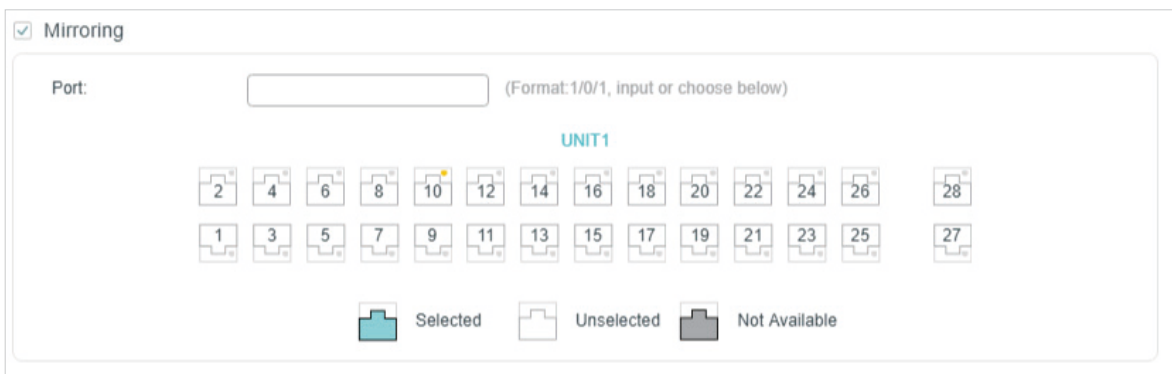 Mirroring
Port: (Format:1/0/1, input or choose below)
UNIT1
2 4 6 8 10 12 14 16 18 20 22 24 26 28
1 3 5 7 9 11 13 15 17 19 21 23 25 27
Selected Unselected Not Available